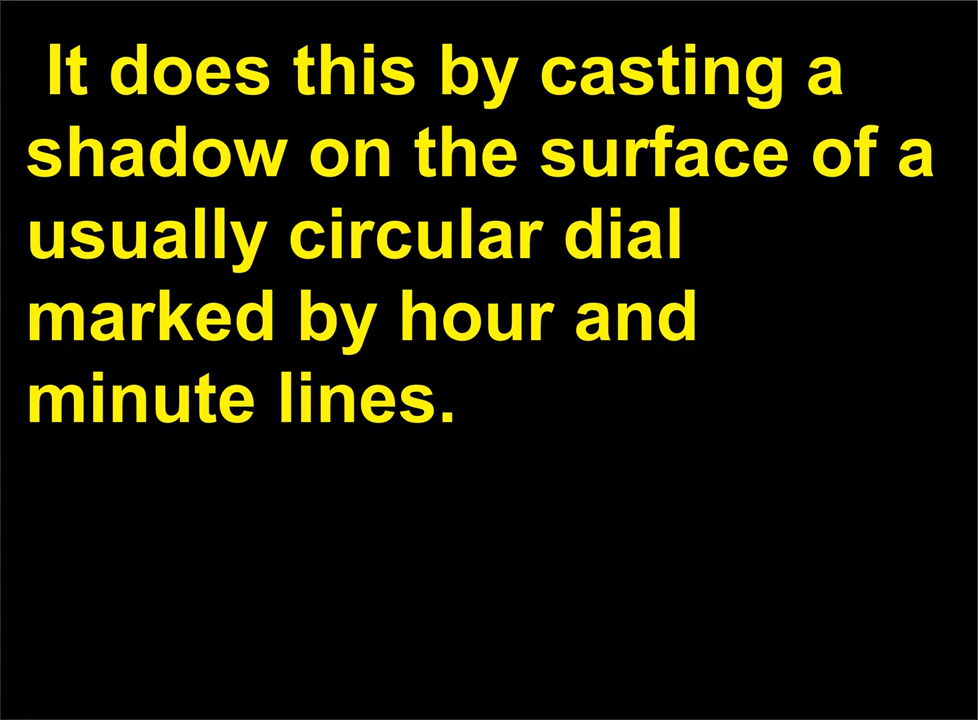 It does this by casting a
shadow on the surface of a
usually circular dial
marked by hour and
minute lines.